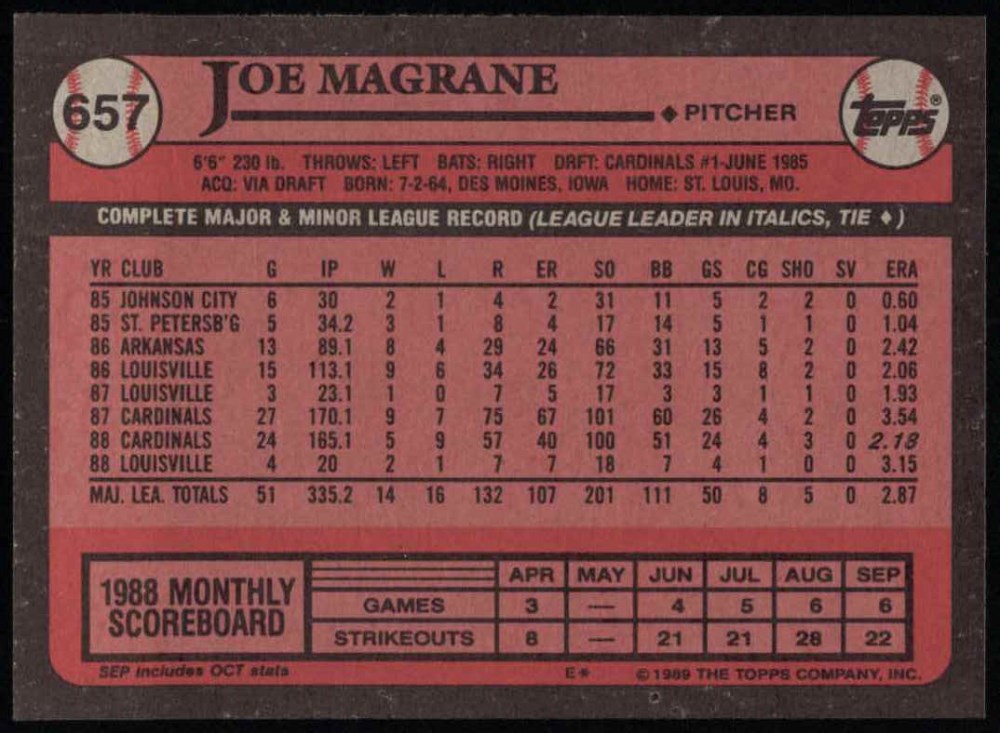 657
JOE MAGRANE
◆ PITCHER
Topps®
6'6" 230 lb. THROWS: LEFT BATS: RIGHT DRFT: CARDINALS #1-JUNE 1985
ACQ: VIA DRAFT BORN: 7-2-64, DES MOINES, IOWA HOME: ST. LOUIS, MO.
COMPLETE MAJOR & MINOR LEAGUE RECORD (LEAGUE LEADER IN ITALICS, TIE ♦)
YR CLUB G IP W L R ER SO BB GS CG SHO SV ERA
85 JOHNSON CITY 6 30 2 1 4 2 31 11 5 2 2 0 0.60
85 ST. PETERSB'G 5 34.2 3 1 8 4 17 14 5 1 1 0 1.04
86 ARKANSAS 13 89.1 8 4 29 24 66 31 13 5 2 0 2.42
86 LOUISVILLE 15 113.1 9 6 34 26 72 33 15 8 2 0 2.06
87 LOUISVILLE 3 23.1 1 0 7 5 17 3 3 1 1 0 1.93
87 CARDINALS 27 170.1 9 7 75 67 101 60 26 4 2 0 3.54
88 CARDINALS 24 165.1 5 9 57 40 100 51 24 4 3 0 2.18
88 LOUISVILLE 4 20 2 1 7 7 18 7 4 1 0 0 3.15
MAJ. LEA. TOTALS 51 335.2 14 16 132 107 201 111 50 8 5 0 2.87
1988 MONTHLY
SCOREBOARD
APR MAY JUN JUL AUG SEP
GAMES 3 — 4 5 6 6
STRIKEOUTS 8 — 21 21 28 22
SEP includes OCT stats
E*
© 1989 THE TOPPS COMPANY, INC.